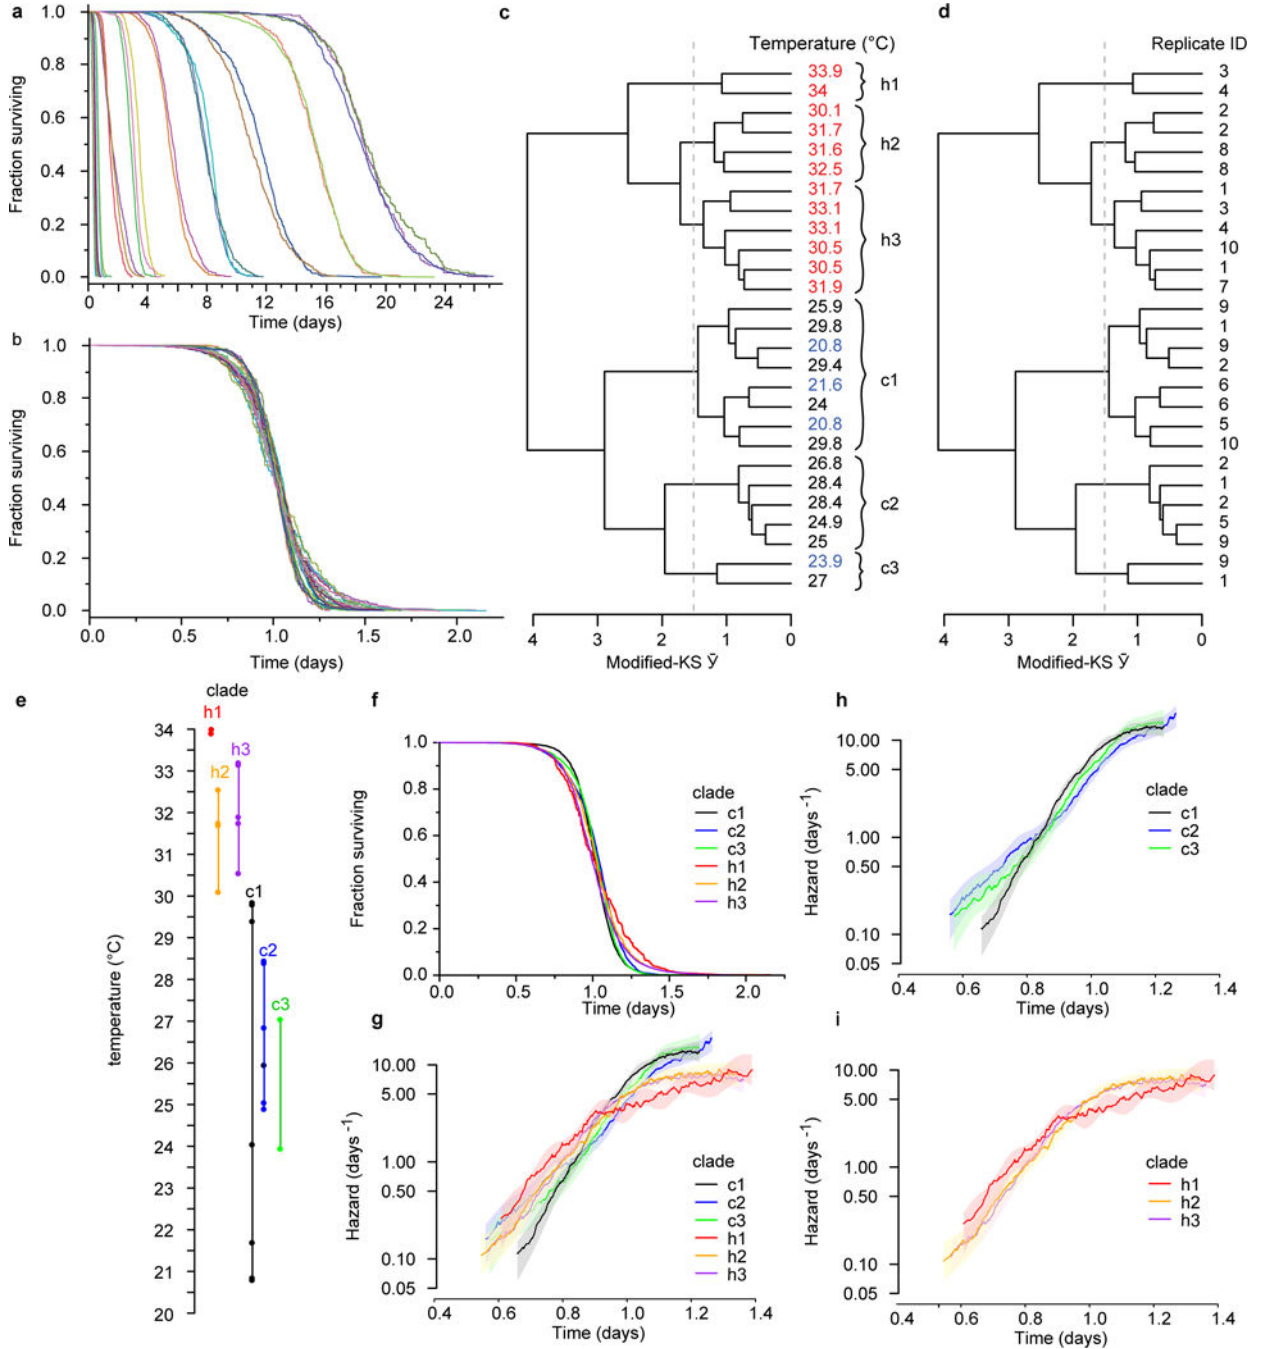 a
1.0
0.8
0.6
0.4
0.2
0.0
Fraction surviving
0 4 8 12 16 20 24
Time (days)
b
1.0
0.8
0.6
0.4
0.2
0.0
Fraction surviving
0.0 0.5 1.0 1.5 2.0
Time (days)
c
Temperature (°C)
33.9
34
h1
30.1
31.7
31.6
32.5
h2
31.7
33.1
33.1
30.5
30.5
31.9
h3
25.9
29.8
20.8
29.4
21.6
24
20.8
29.8
c1
26.8
28.4
28.4
24.9
25
c2
23.9
27
c3
4 3 2 1 0
Modified-KS ȳ
d
Replicate ID
3
4
2
2
8
8
1
3
4
10
1
7
9
1
9
2
6
6
5
10
2
1
2
5
9
9
1
4 3 2 1 0
Modified-KS ȳ
e
clade
h1
h2
h3
c1
c2
c3
34
33
32
31
30
29
28
27
26
25
24
23
22
21
20
temperature (°C)
f
1.0
0.8
0.6
0.4
0.2
0.0
Fraction surviving
0.0 0.5 1.0 1.5 2.0
Time (days)
clade
c1
c2
c3
h1
h2
h3
g
10.00
5.00
1.00
0.50
0.10
0.05
Hazard (days⁻¹)
0.4 0.6 0.8 1.0 1.2 1.4
Time (days)
clade
c1
c2
c3
h1
h2
h3
h
10.00
5.00
1.00
0.50
0.10
0.05
Hazard (days⁻¹)
0.4 0.6 0.8 1.0 1.2 1.4
Time (days)
clade
c1
c2
c3
i
10.00
5.00
1.00
0.50
0.10
0.05
Hazard (days⁻¹)
0.4 0.6 0.8 1.0 1.2 1.4
Time (days)
clade
h1
h2
h3